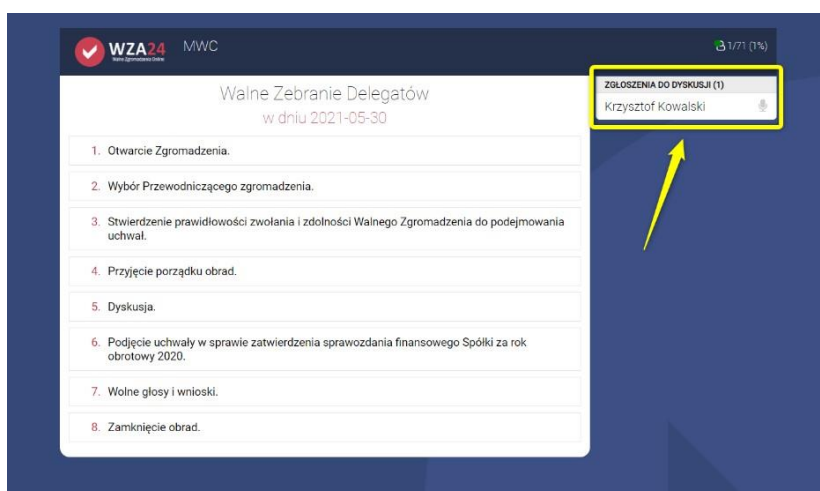 WZA24
Walne Zgromadzenia Online
MWC
1/71 (1%)
Walne Zebranie Delegatów
w dniu 2021-05-30
ZGŁOSZENIA DO DYSKUSJI (1)
Krzysztof Kowalski
1. Otwarcie Zgromadzenia.
2. Wybór Przewodniczącego zgromadzenia.
3. Stwierdzenie prawidłowości zwołania i zdolności Walnego Zgromadzenia do podejmowania
uchwał.
4. Przyjęcie porządku obrad.
5. Dyskusja.
6. Podjęcie uchwały w sprawie zatwierdzenia sprawozdania finansowego Spółki za rok
obrotowy 2020.
7. Wolne głosy i wnioski.
8. Zamknięcie obrad.